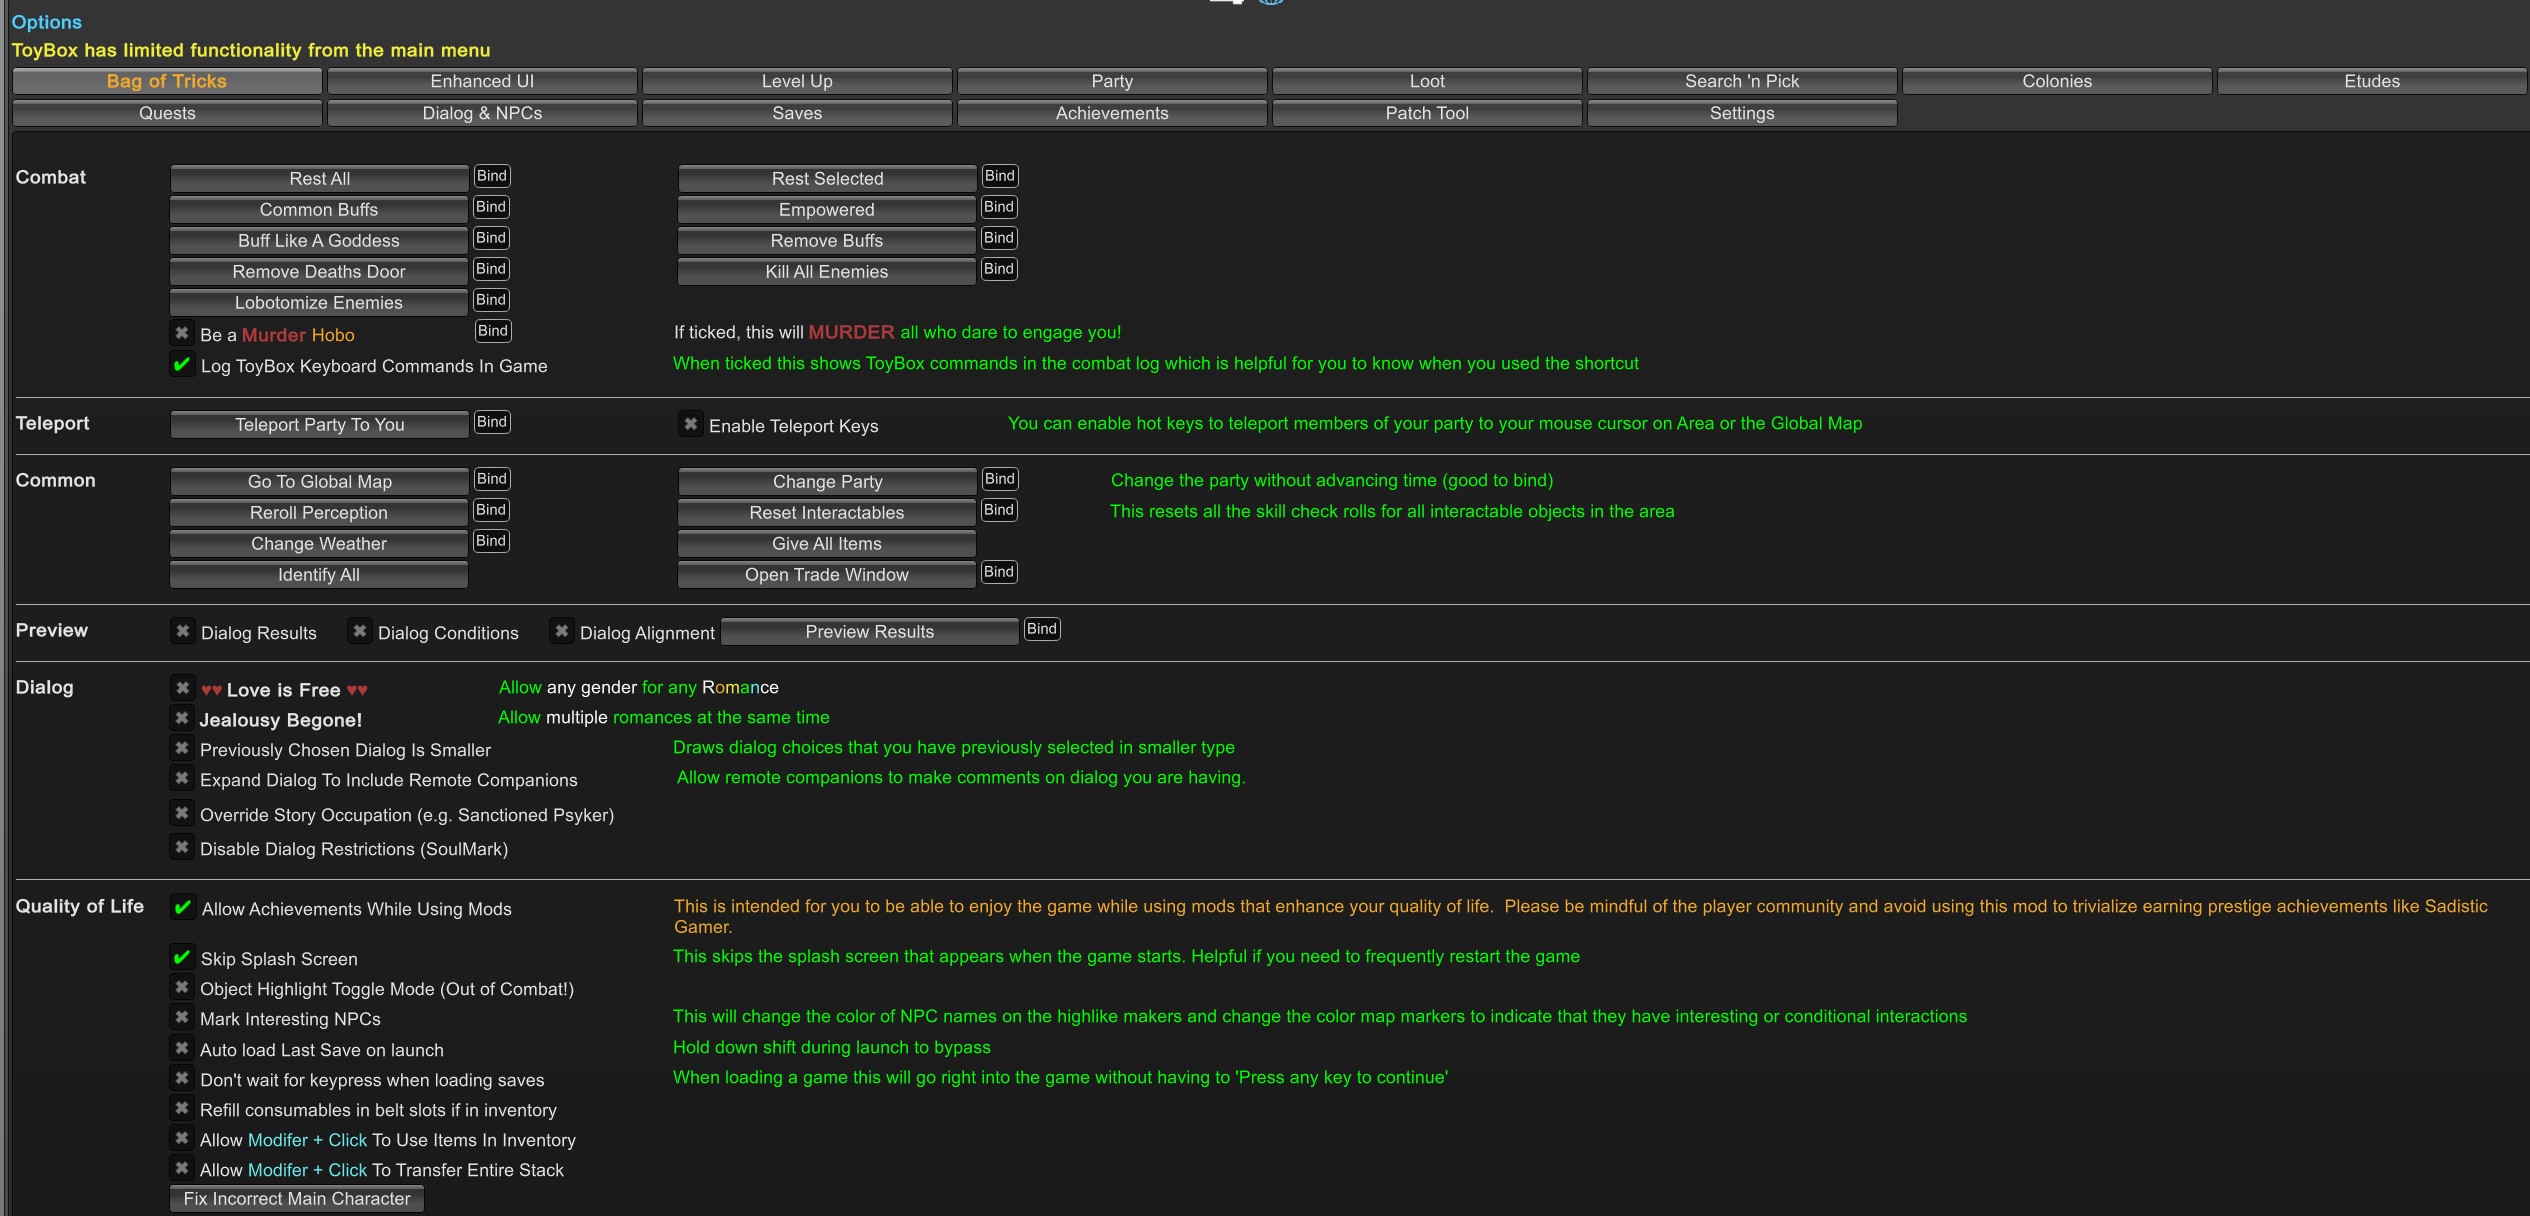 Options
ToyBox has limited functionality from the main menu
Bag of Tricks Enhanced UI Level Up Party Loot Search 'n Pick Colonies Etudes
Quests Dialog & NPCs Saves Achievements Patch Tool Settings
Combat Rest All Bind Rest Selected Bind
Common Buffs Bind Empowered Bind
Buff Like A Goddess Bind Remove Buffs Bind
Remove Deaths Door Bind Kill All Enemies Bind
Lobotomize Enemies Bind
Be a Murder Hobo Bind If ticked, this will MURDER all who dare to engage you!
Log ToyBox Keyboard Commands In Game When ticked this shows ToyBox commands in the combat log which is helpful for you to know when you used the shortcut
Teleport Teleport Party To You Bind Enable Teleport Keys You can enable hot keys to teleport members of your party to your mouse cursor on Area or the Global Map
Common Go To Global Map Bind Change Party Bind Change the party without advancing time (good to bind)
Reroll Perception Bind Reset Interactables Bind This resets all the skill check rolls for all interactable objects in the area
Change Weather Bind Give All Items
Identify All Open Trade Window Bind
Preview Dialog Results Dialog Conditions Dialog Alignment Preview Results Bind
Dialog ♥♥ Love is Free ♥♥ Allow any gender for any Romance
Jealousy Begone! Allow multiple romances at the same time
Previously Chosen Dialog Is Smaller Draws dialog choices that you have previously selected in smaller type
Expand Dialog To Include Remote Companions Allow remote companions to make comments on dialog you are having.
Override Story Occupation (e.g. Sanctioned Psyker)
Disable Dialog Restrictions (SoulMark)
Quality of Life Allow Achievements While Using Mods This is intended for you to be able to enjoy the game while using mods that enhance your quality of life. Please be mindful of the player community and avoid using this mod to trivialize earning prestige achievements like Sadistic
Gamer.
Skip Splash Screen This skips the splash screen that appears when the game starts. Helpful if you need to frequently restart the game
Object Highlight Toggle Mode (Out of Combat!)
Mark Interesting NPCs This will change the color of NPC names on the highlike makers and change the color map markers to indicate that they have interesting or conditional interactions
Auto load Last Save on launch Hold down shift during launch to bypass
Don't wait for keypress when loading saves When loading a game this will go right into the game without having to 'Press any key to continue'
Refill consumables in belt slots if in inventory
Allow Modifer + Click To Use Items In Inventory
Allow Modifer + Click To Transfer Entire Stack
Fix Incorrect Main Character